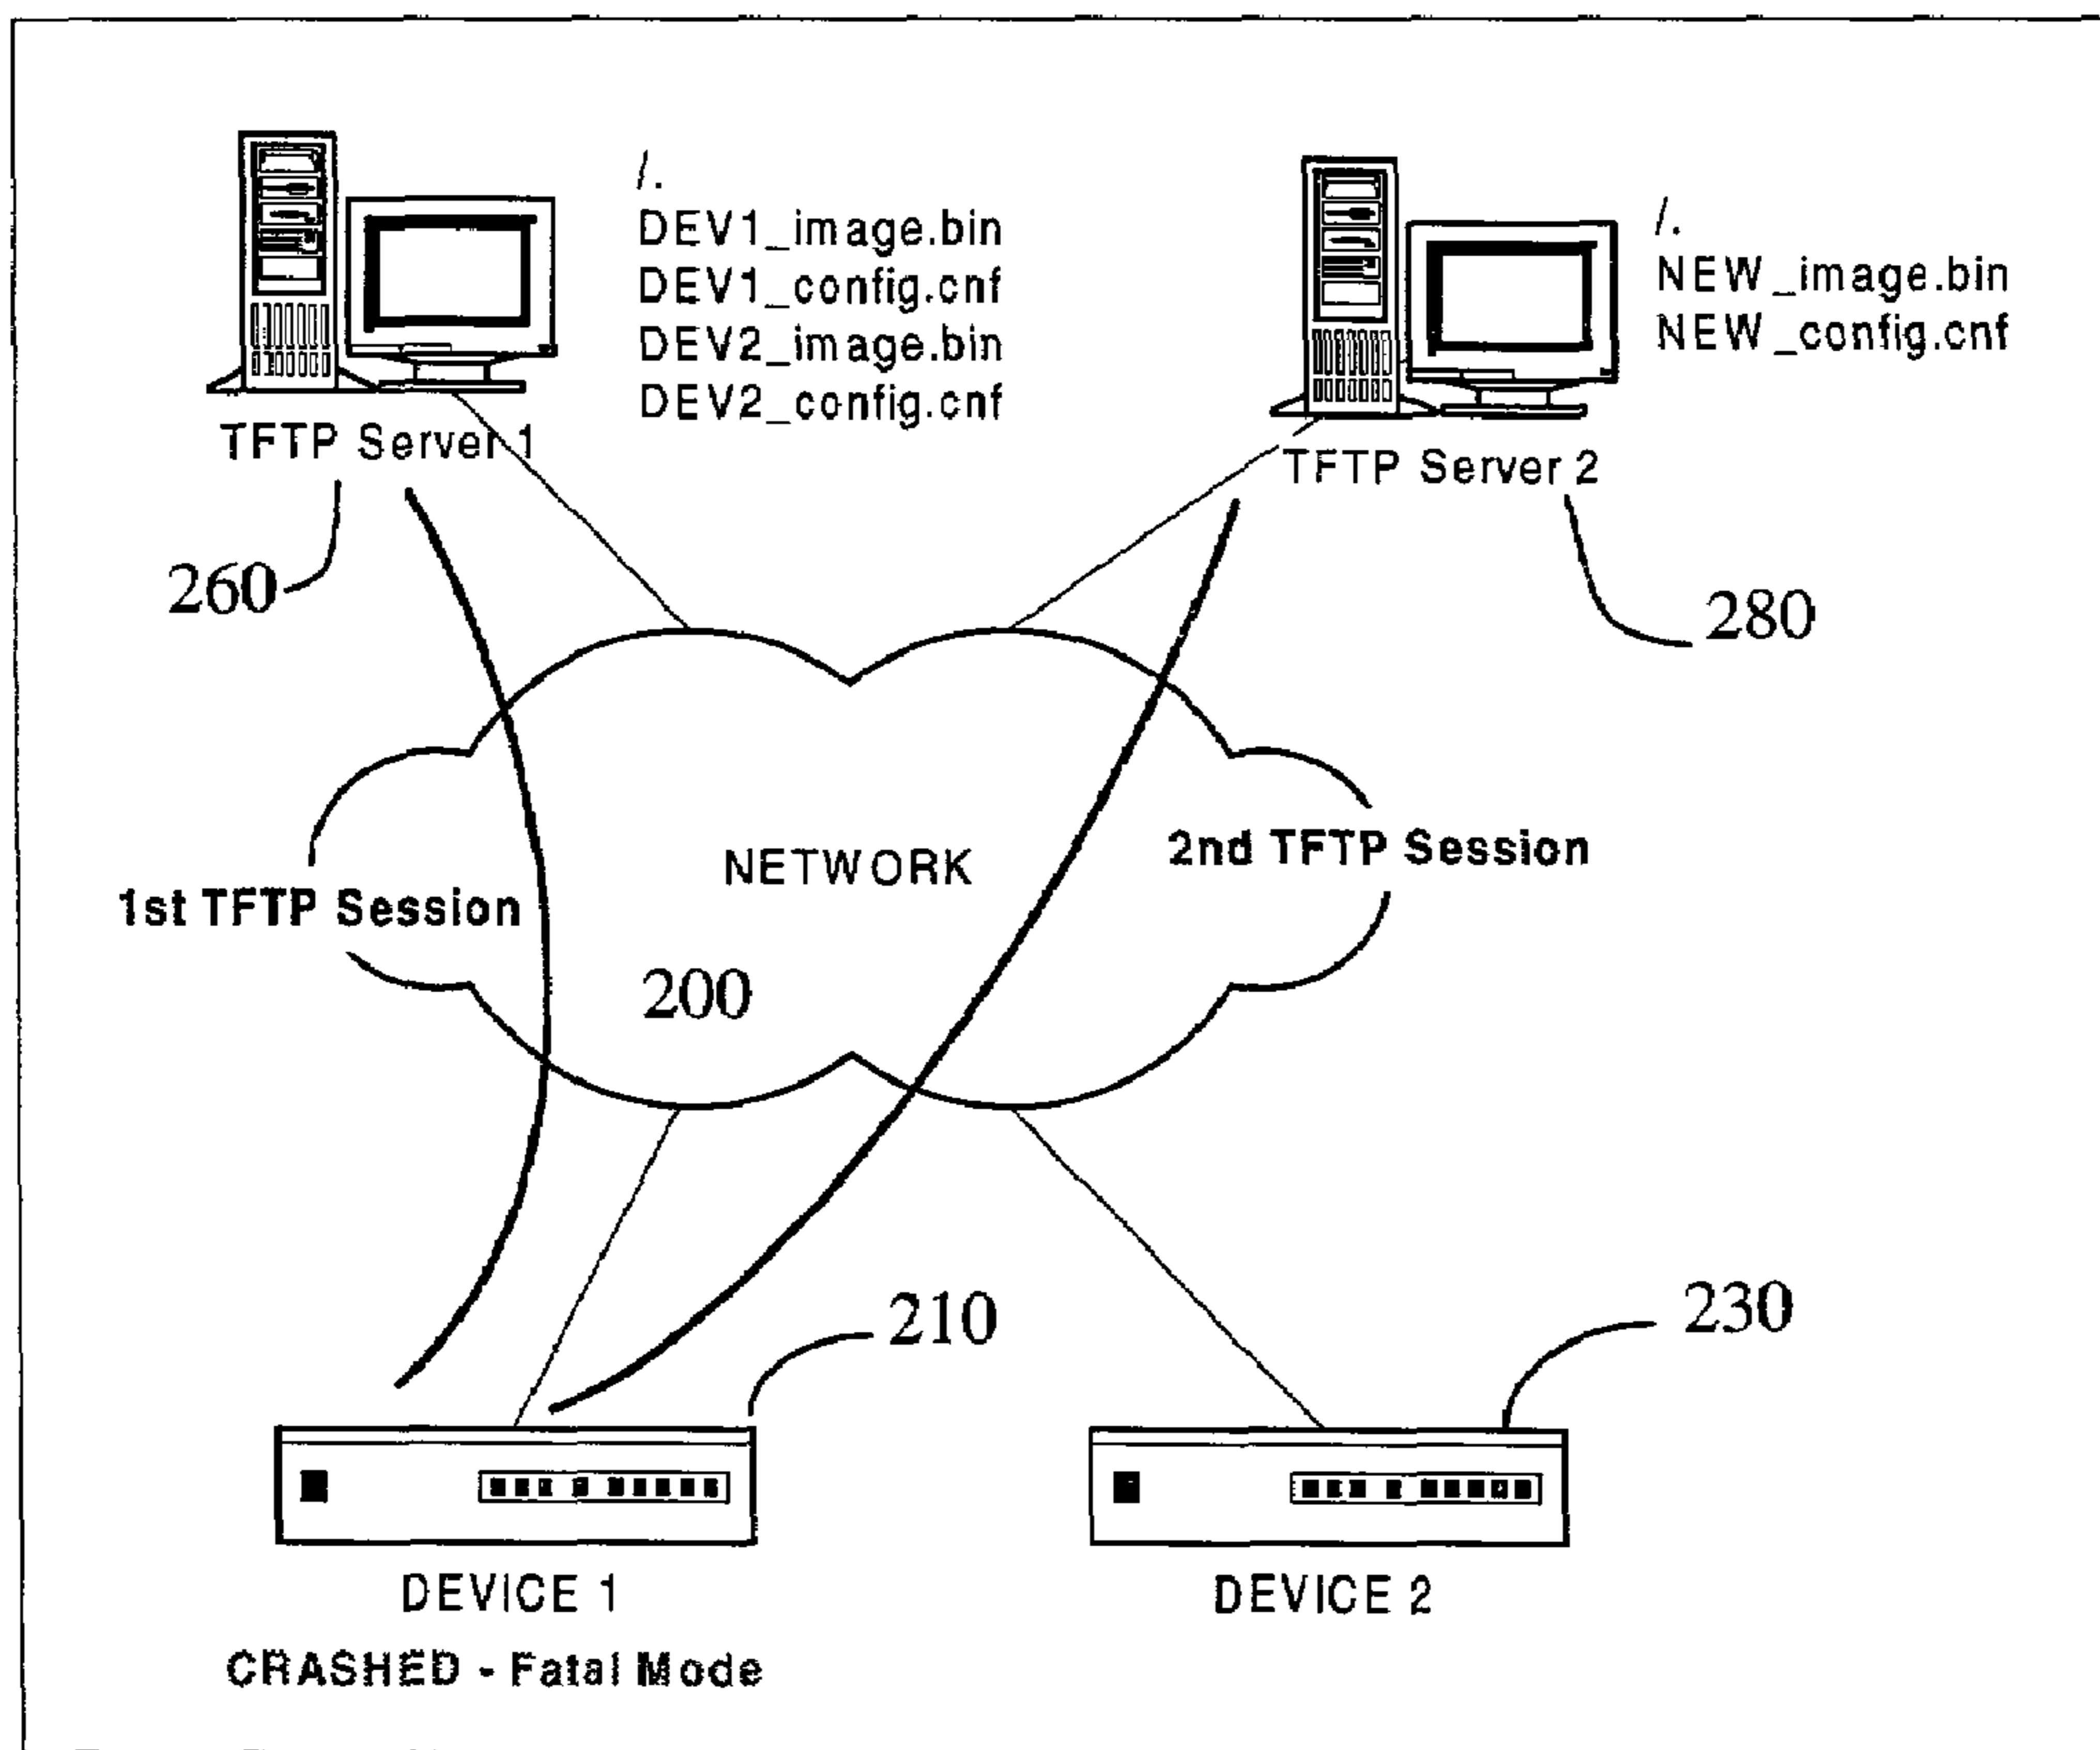 /.
DEV1_image.bin
DEV1_config.cnf
DEV2_image.bin
DEV2_config.cnf
TFTP Server 1
260
/.
NEW_image.bin
NEW_config.cnf
TFTP Server 2
280
NETWORK
2nd TFTP Session
1st TFTP Session
200
210
230
DEVICE 1
CRASHED - Fatal Mode
DEVICE 2